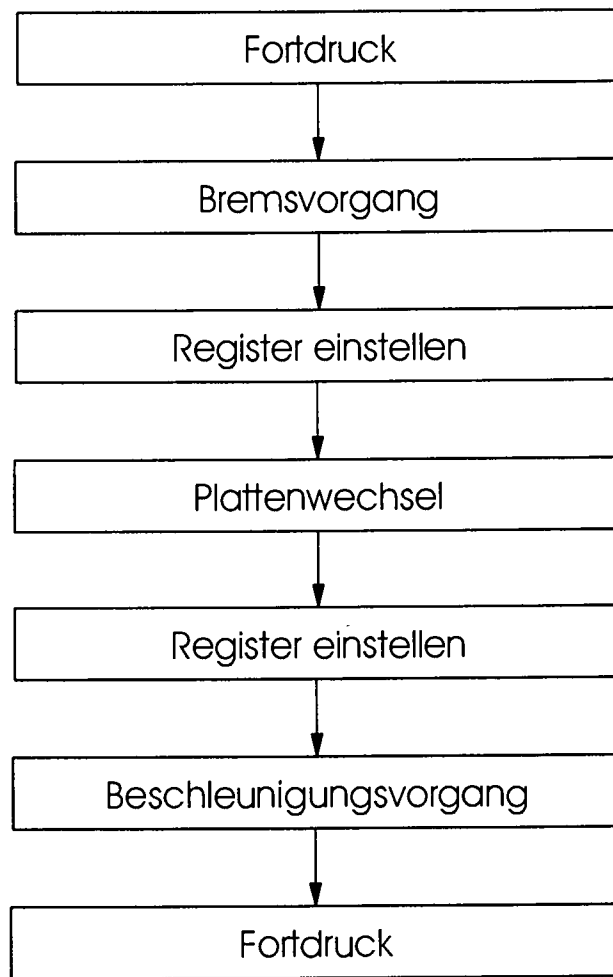 Fortdruck
Bremsvorgang
Register einstellen
Plattenwechsel
Register einstellen
Beschleunigungsvorgang
Fortdruck